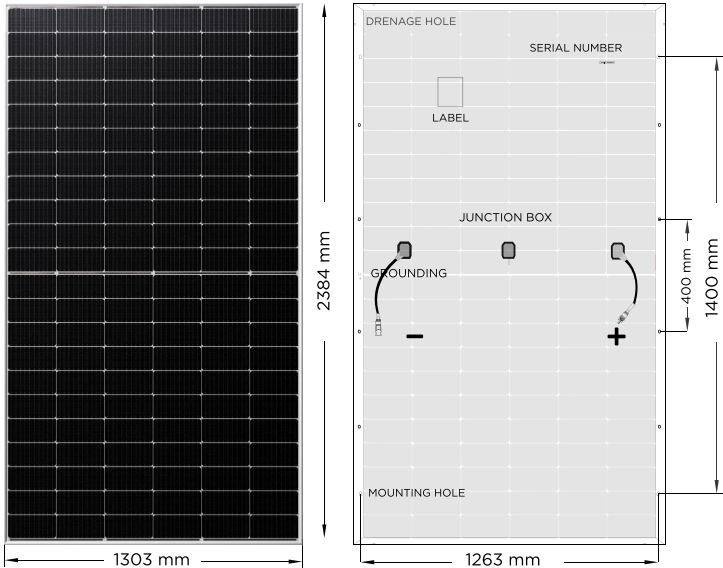 DRENAGE HOLE
SERIAL NUMBER
LABEL
JUNCTION BOX
GROUNDING
2384 mm
400 mm
1400 mm
MOUNTING HOLE
1303 mm
1263 mm